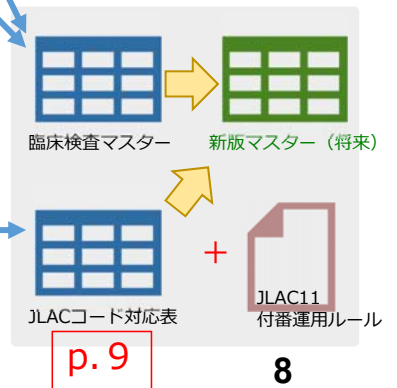 臨床検査マスター
新版マスター（将来）
＋
JLACコード対応表
JLAC11
付番運用ルール
p.9
8